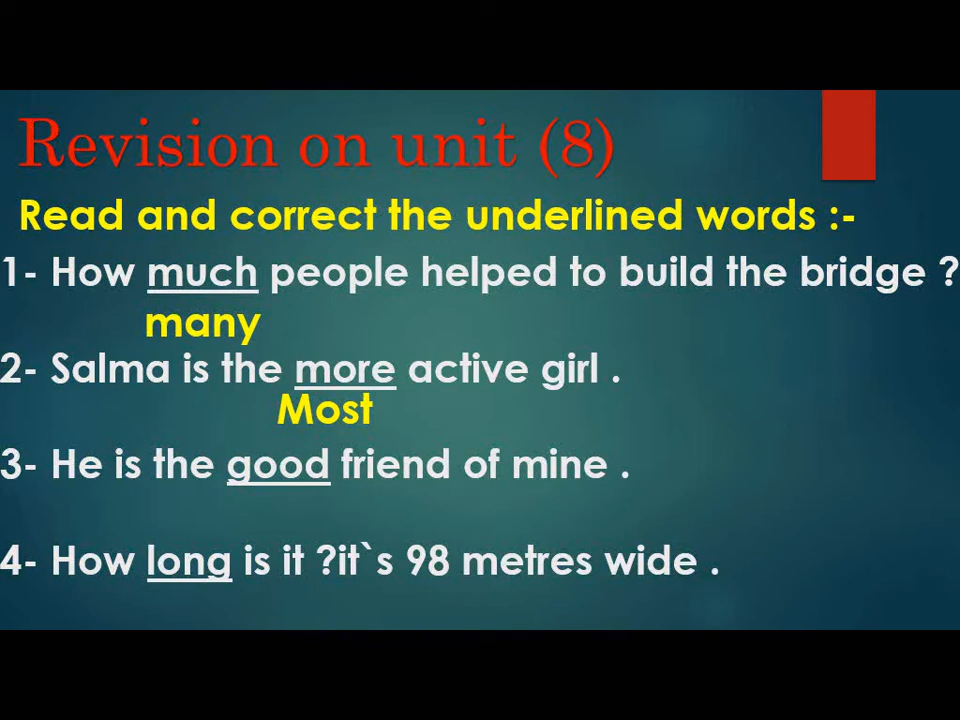 Revision on unit (8)
Read and correct the underlined words :-
1- How much people helped to build the bridge ?
many
2- Salma is the more active girl .
Most
3- He is the good friend of mine .
4- How long is it ?it`s 98 metres wide .